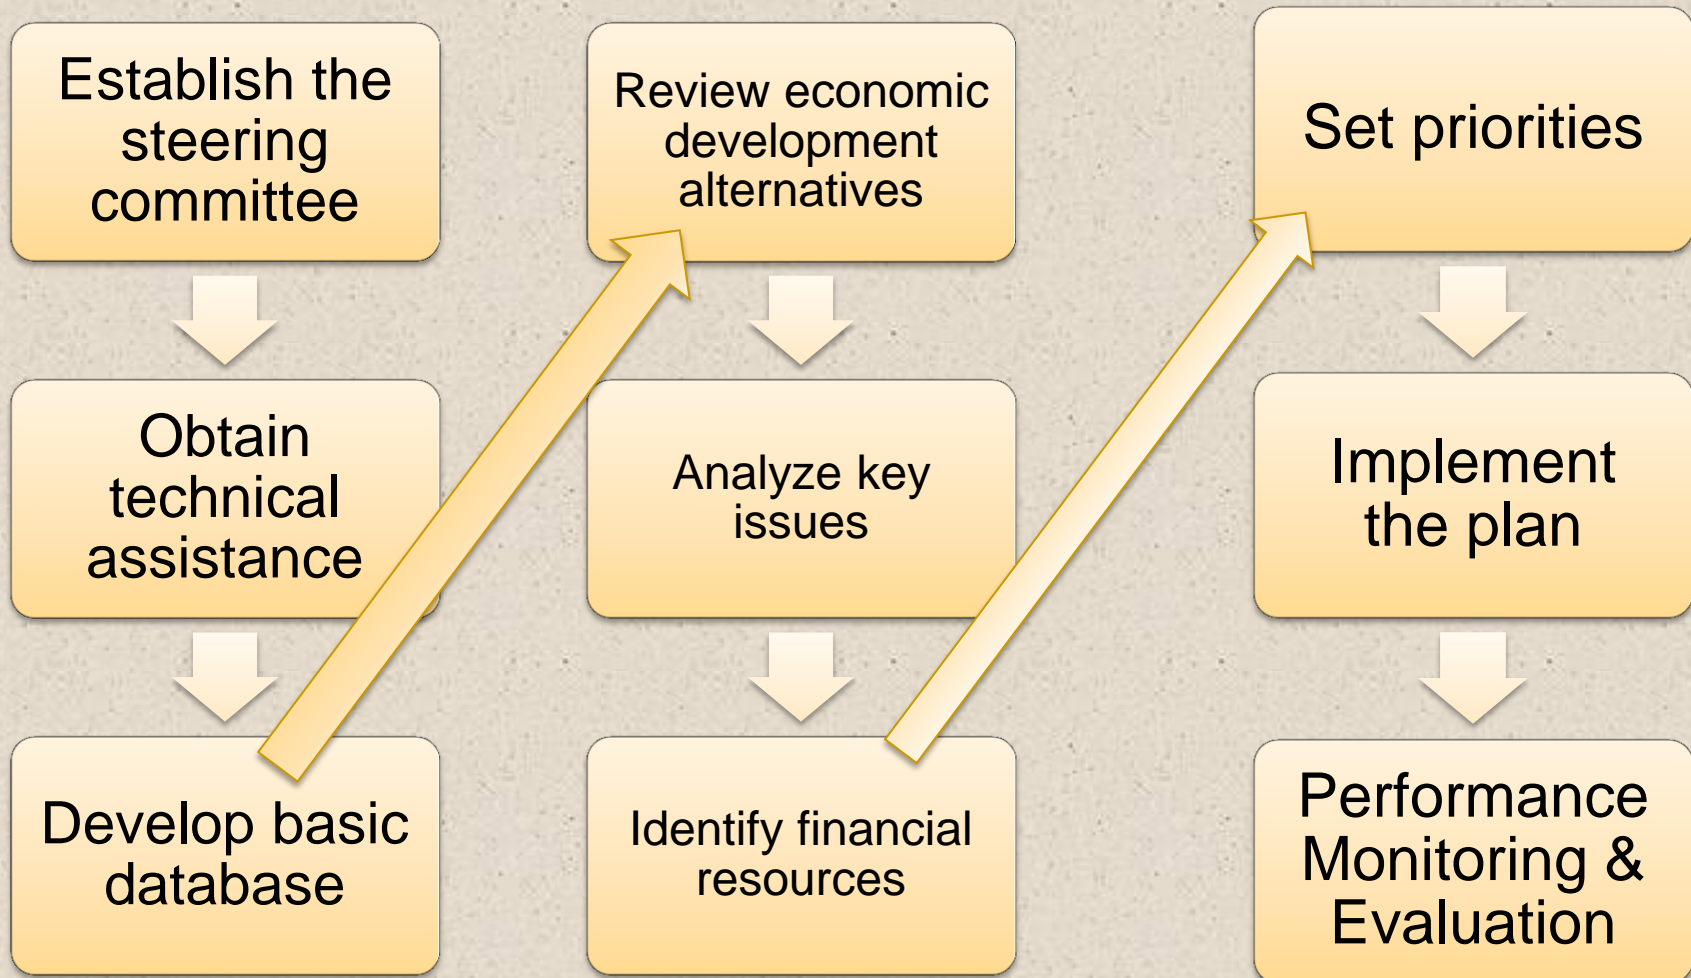 Establish the
steering
committee
Obtain
technical
assistance
Develop basic
database
Review economic
development
alternatives
Analyze key
issues
Identify financial
resources
Set priorities
Implement
the plan
Performance
Monitoring &
Evaluation